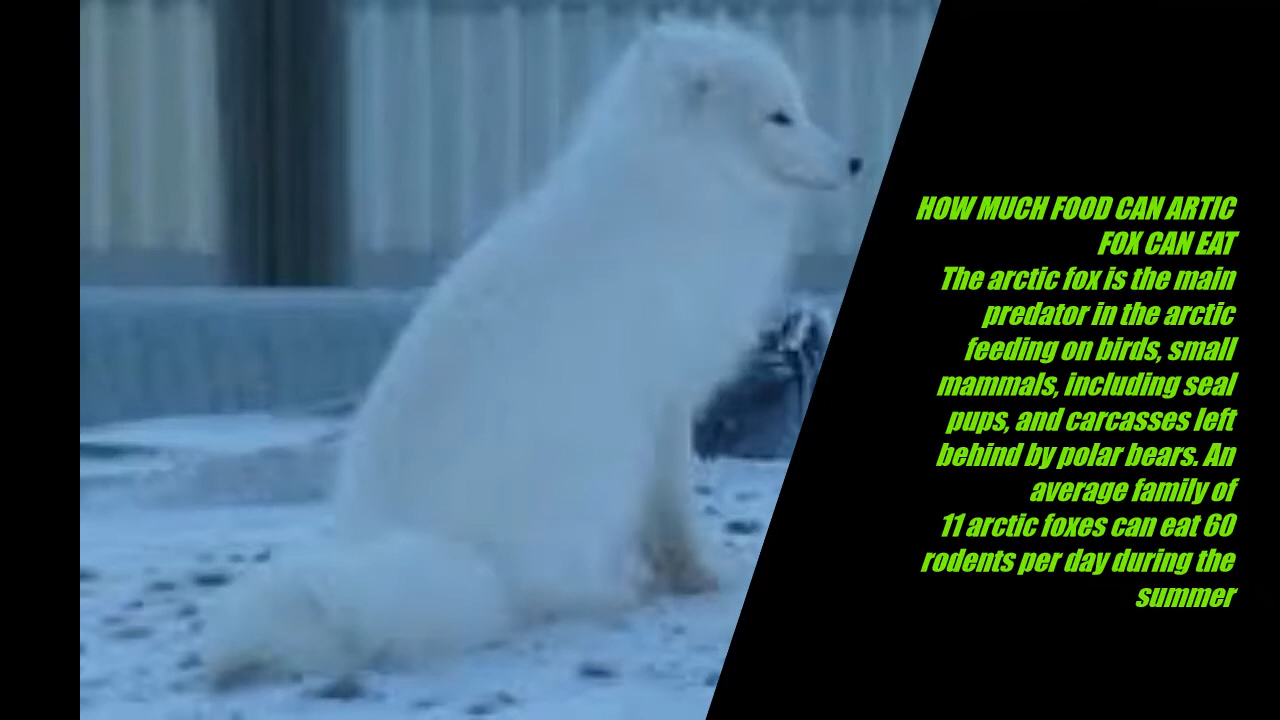 HOW MUCH FOOD CAN ARTIC
FOX CAN EAT
The arctic fox is the main
predator in the arctic
feeding on birds, small
mammals, including seal
pups, and carcasses left
behind by polar bears. An
average family of
11 arctic foxes can eat 60
rodents per day during the
summer